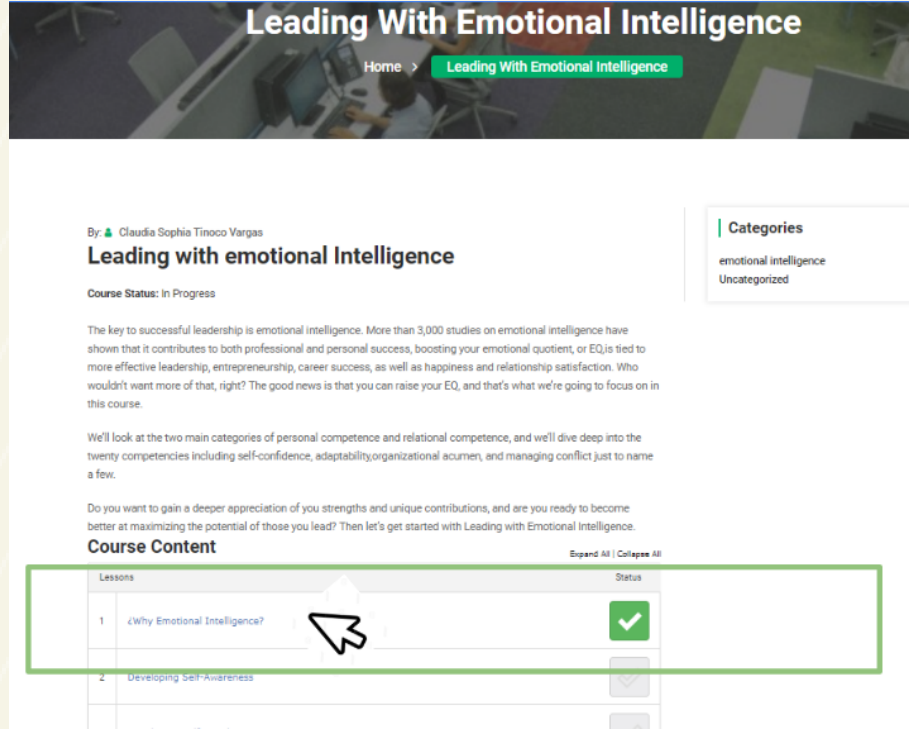 Leading With Emotional Intelligence
Home > Leading With Emotional Intelligence
By: Claudia Sophia Tinoco Vargas
Leading with emotional Intelligence
Course Status: In Progress
The key to successful leadership is emotional intelligence. More than 3,000 studies on emotional intelligence have
shown that it contributes to both professional and personal success, boosting your emotional quotient, or EQ,is tied to
more effective leadership, entrepreneurship, career success, as well as happiness and relationship satisfaction. Who
wouldn't want more of that, right? The good news is that you can raise your EQ, and that's what we're going to focus on in
this course.
We'll look at the two main categories of personal competence and relational competence, and we'll dive deep into the
twenty competencies including self-confidence, adaptability,organizational acumen, and managing conflict just to name
a few.
Do you want to gain a deeper appreciation of you strengths and unique contributions, and are you ready to become
better at maximizing the potential of those you lead? Then let's get started with Leading with Emotional Intelligence.
Course Content
Expand All | Collapse All
Lessons Status
1 ¿Why Emotional Intelligence?
2 Developing Self-Awareness
Categories
emotional intelligence
Uncategorized